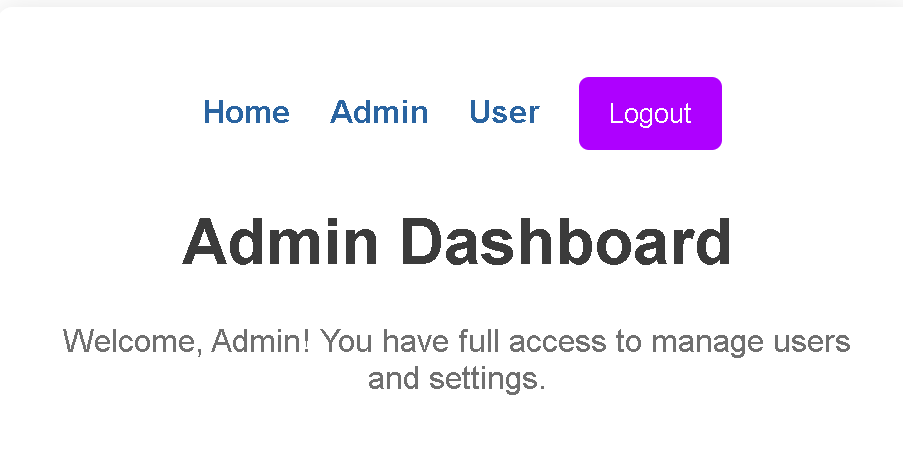 Home Admin User Logout
Admin Dashboard
Welcome, Admin! You have full access to manage users
and settings.